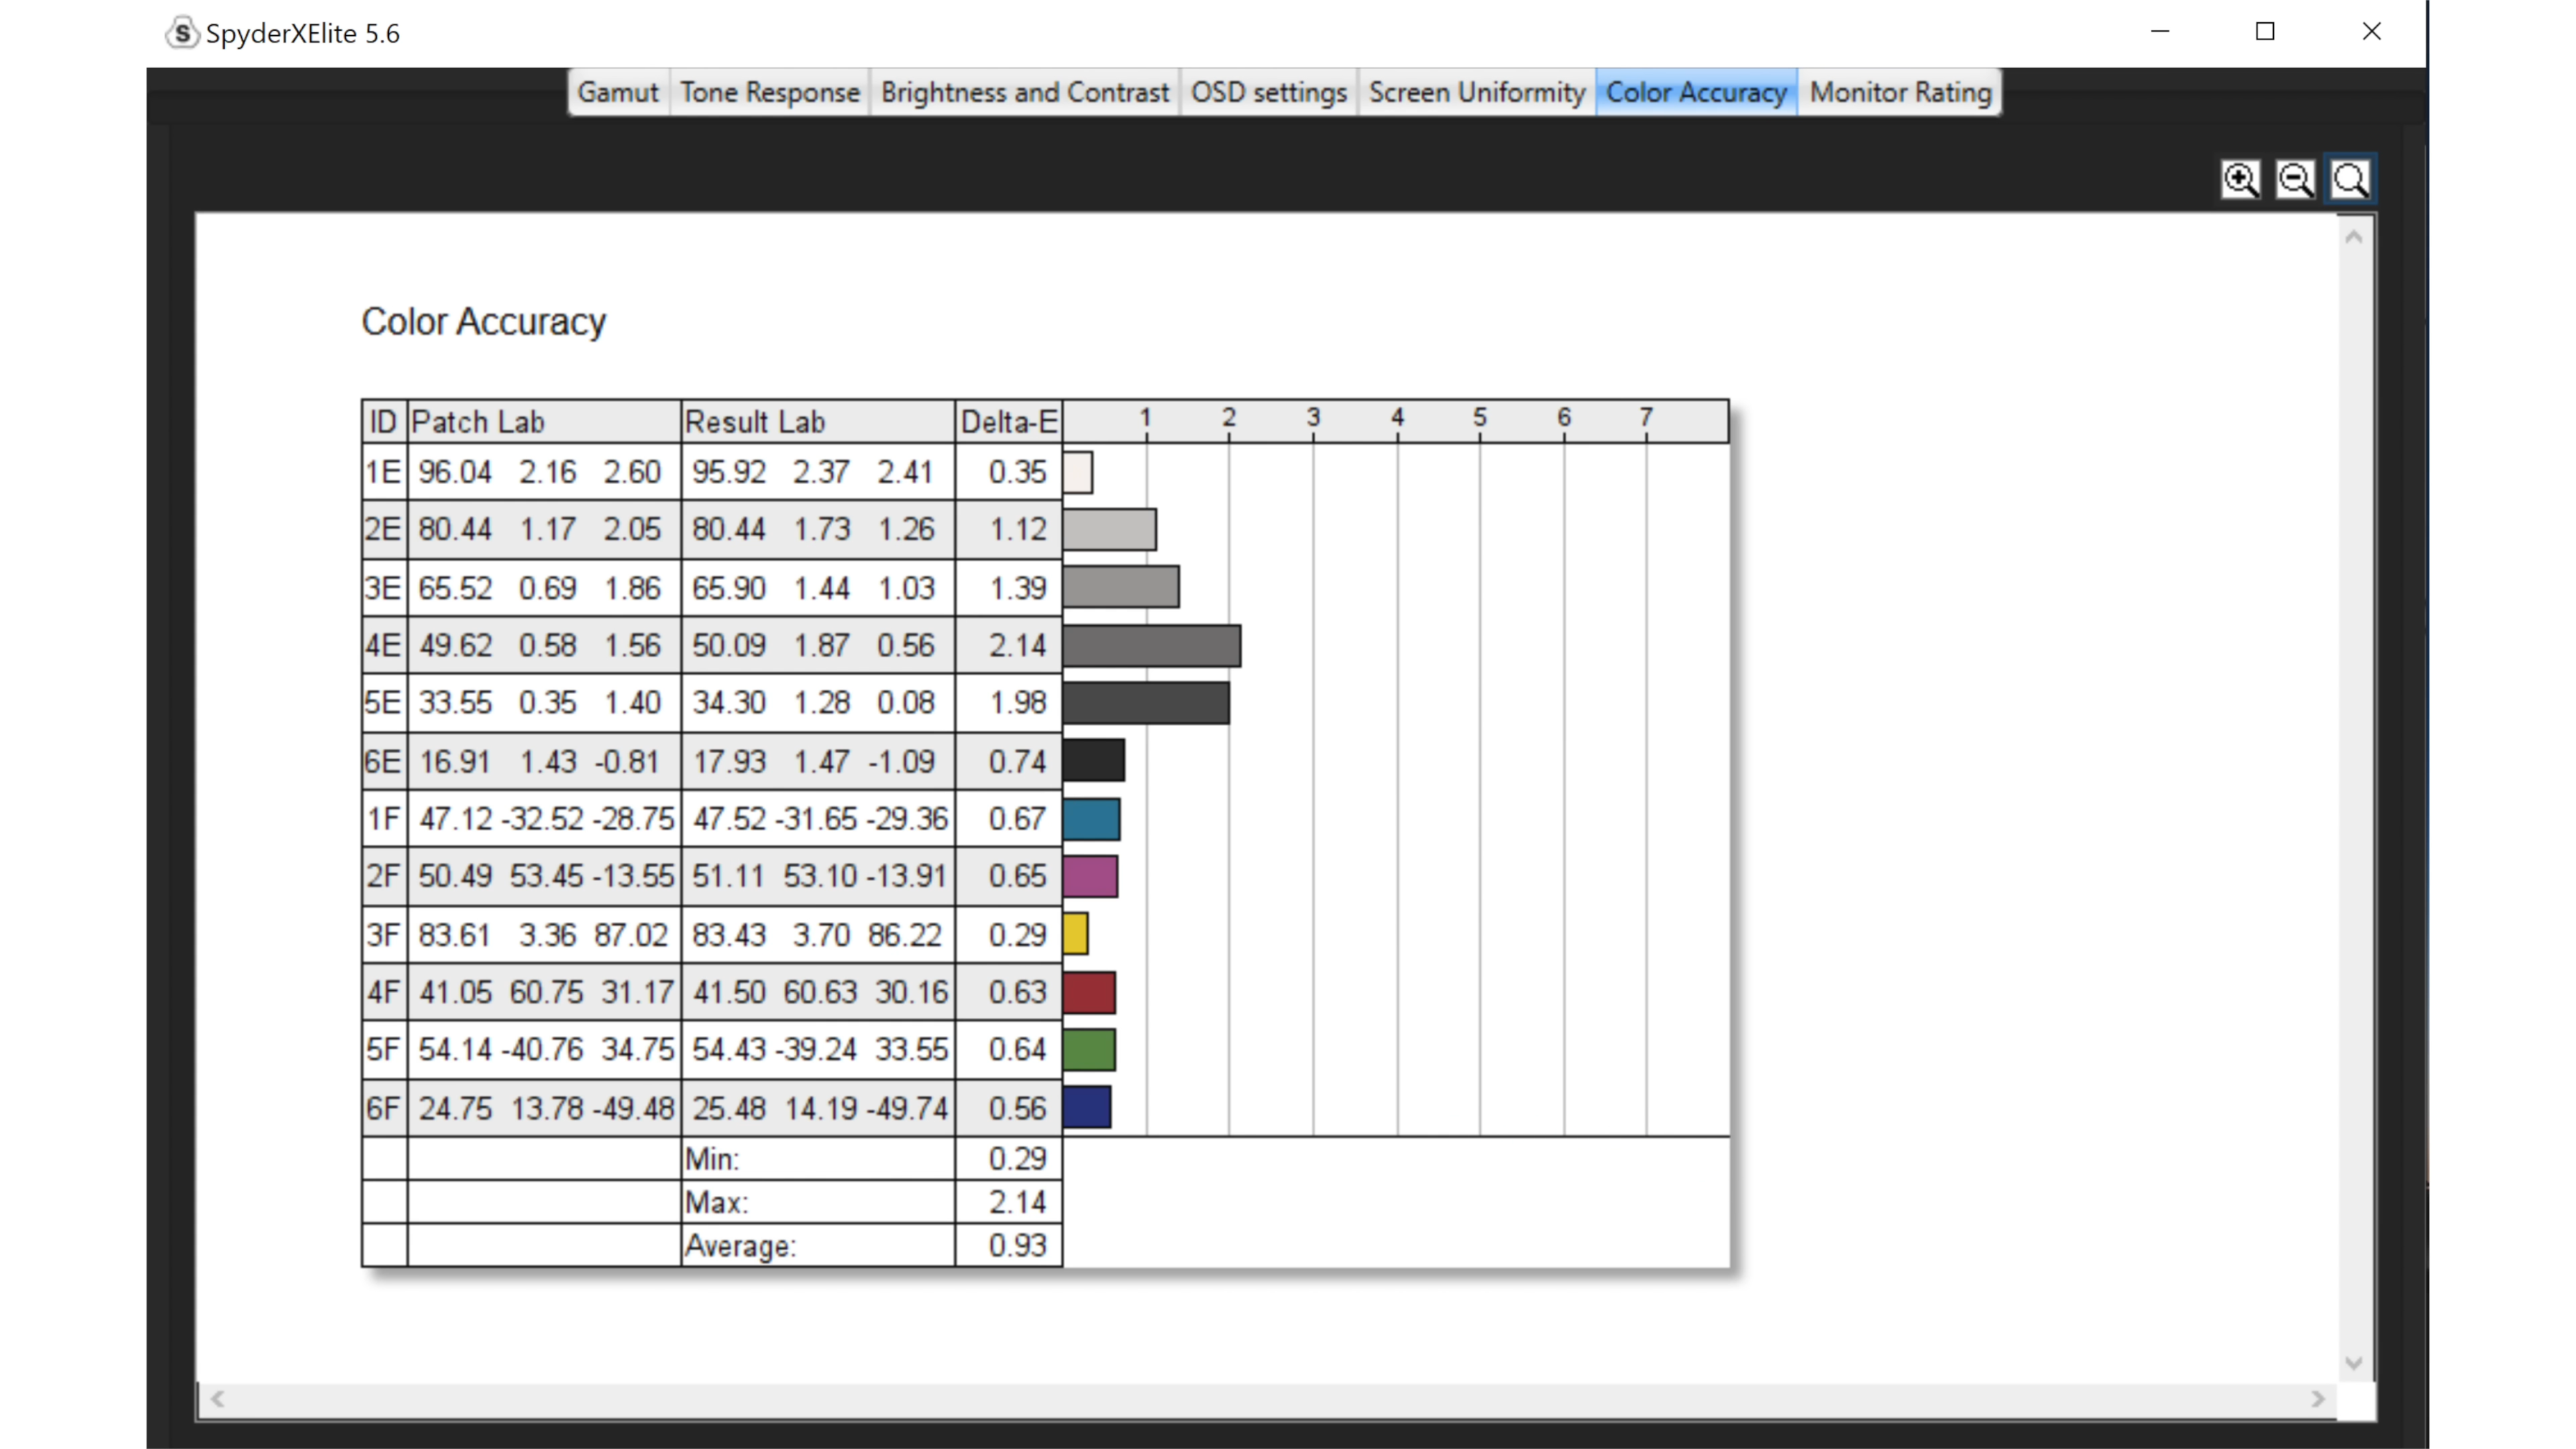 SpyderXElite 5.6
Gamut Tone Response Brightness and Contrast OSD settings Screen Uniformity Color Accuracy Monitor Rating
Color Accuracy
ID Patch Lab Result Lab Delta-E 1 2 3 4 5 6 7
1E 96.04 2.16 2.60 95.92 2.37 2.41 0.35
2E 80.44 1.17 2.05 80.44 1.73 1.26 1.12
3E 65.52 0.69 1.86 65.90 1.44 1.03 1.39
4E 49.62 0.58 1.56 50.09 1.87 0.56 2.14
5E 33.55 0.35 1.40 34.30 1.28 0.08 1.98
6E 16.91 1.43 -0.81 17.93 1.47 -1.09 0.74
1F 47.12 -32.52 -28.75 47.52 -31.65 -29.36 0.67
2F 50.49 53.45 -13.55 51.11 53.10 -13.91 0.65
3F 83.61 3.36 87.02 83.43 3.70 86.22 0.29
4F 41.05 60.75 31.17 41.50 60.63 30.16 0.63
5F 54.14 -40.76 34.75 54.43 -39.24 33.55 0.64
6F 24.75 13.78 -49.48 25.48 14.19 -49.74 0.56
Min: 0.29
Max: 2.14
Average: 0.93